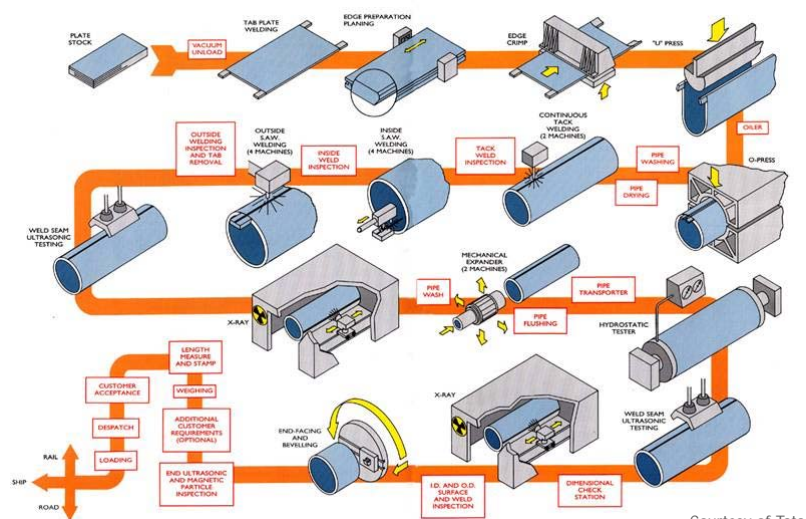 PLATE
STOCK
VACUUM
UNLOAD
TAB PLATE
WELDING
EDGE PREPARATION
PLANING
EDGE
CRIMP
"U" PRESS
OILER
OUTSIDE
WELDING
INSPECTION
AND TAB
REMOVAL
OUTSIDE
S.A.W.
WELDING
(4 MACHINES)
INSIDE
WELD
INSPECTION
INSIDE
S.A.W.
WELDING
(4 MACHINES)
TACK
WELD
INSPECTION
CONTINUOUS
TACK
WELDING
(2 MACHINES)
PIPE
WASHING
PIPE
DRYING
O-PRESS
WELD SEAM
ULTRASONIC
TESTING
X-RAY
PIPE
WASH
MECHANICAL
EXPANDER
(2 MACHINES)
PIPE
FLUSHING
PIPE
TRANSPORTER
HYDROSTATIC
TESTER
LENGTH
MEASURE
AND STAMP
CUSTOMER
ACCEPTANCE
WEIGHING
DESPATCH
ADDITIONAL
CUSTOMER
REQUIREMENTS
(OPTIONAL)
LOADING
RAIL
SHIP
ROAD
END ULTRASONIC
AND MAGNETIC
PARTICLE
INSPECTION
END-FACING
AND
BEVELLING
I.D. AND O.D.
SURFACE
AND WELD
INSPECTION
X-RAY
DIMENSIONAL
CHECK
STATION
WELD SEAM
ULTRASONIC
TESTING